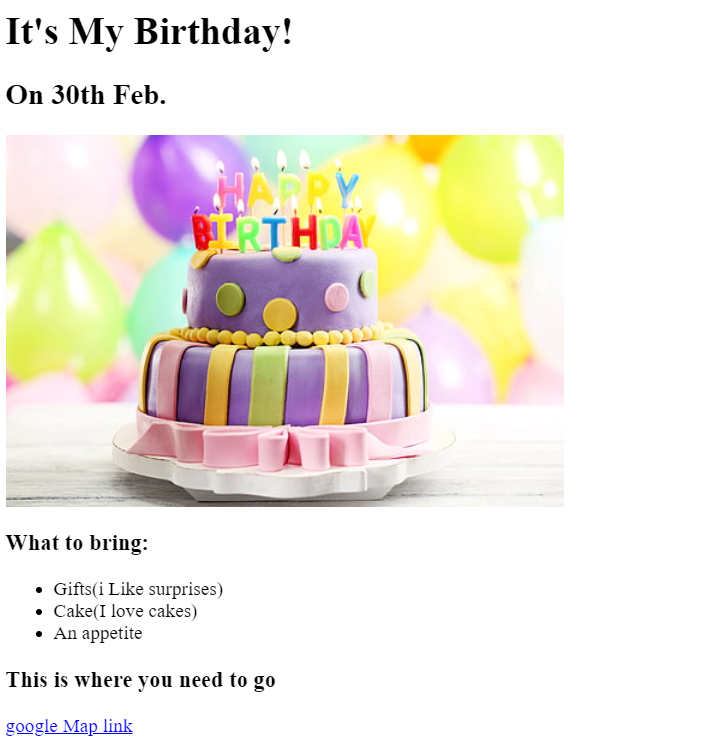 It's My Birthday!
On 30th Feb.
HAPPY
BIRTHDAY
What to bring:
Gifts(i Like surprises)
Cake(I love cakes)
An appetite
This is where you need to go
google Map link